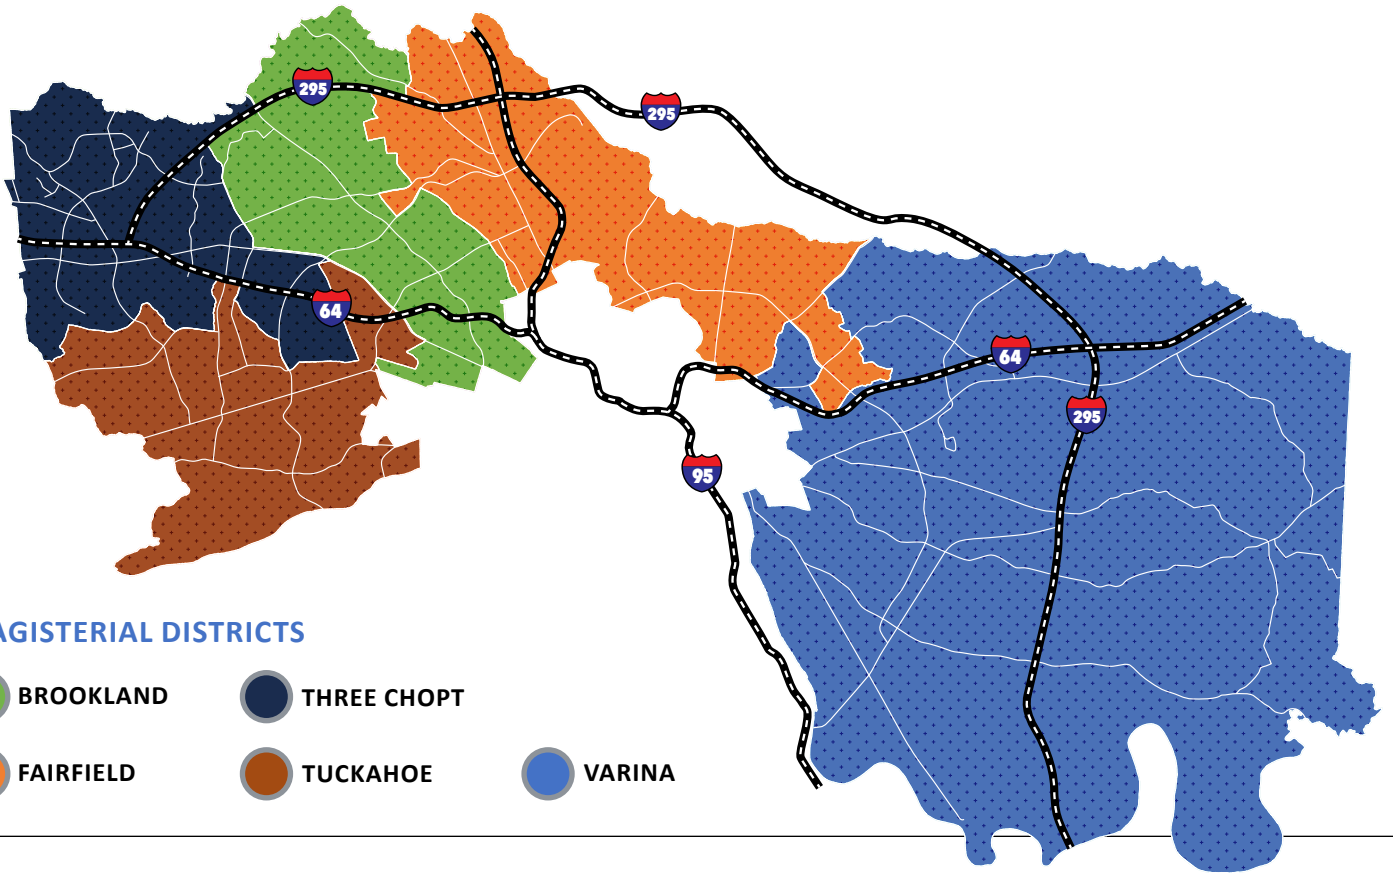 295
295
64
64
295
95
AGISTERIAL DISTRICTS
BROOKLAND
THREE CHOPT
FAIRFIELD
TUCKAHOE
VARINA